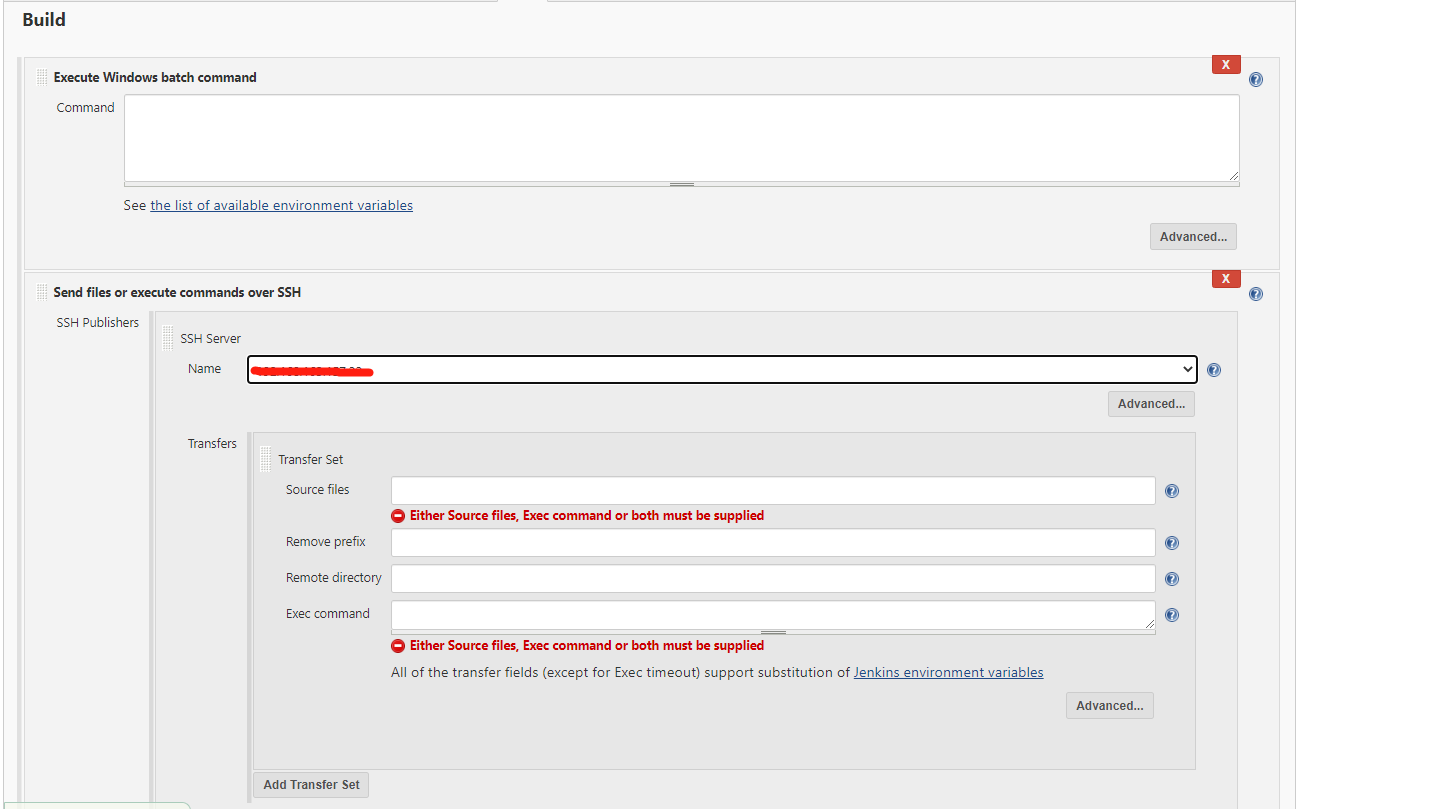 Build
Execute Windows batch command
X
Command
See the list of available environment variables
Advanced...
Send files or execute commands over SSH
X
SSH Publishers
SSH Server
Name
Advanced...
Transfers
Transfer Set
Source files
Either Source files, Exec command or both must be supplied
Remove prefix
Remote directory
Exec command
Either Source files, Exec command or both must be supplied
All of the transfer fields (except for Exec timeout) support substitution of Jenkins environment variables
Advanced...
Add Transfer Set